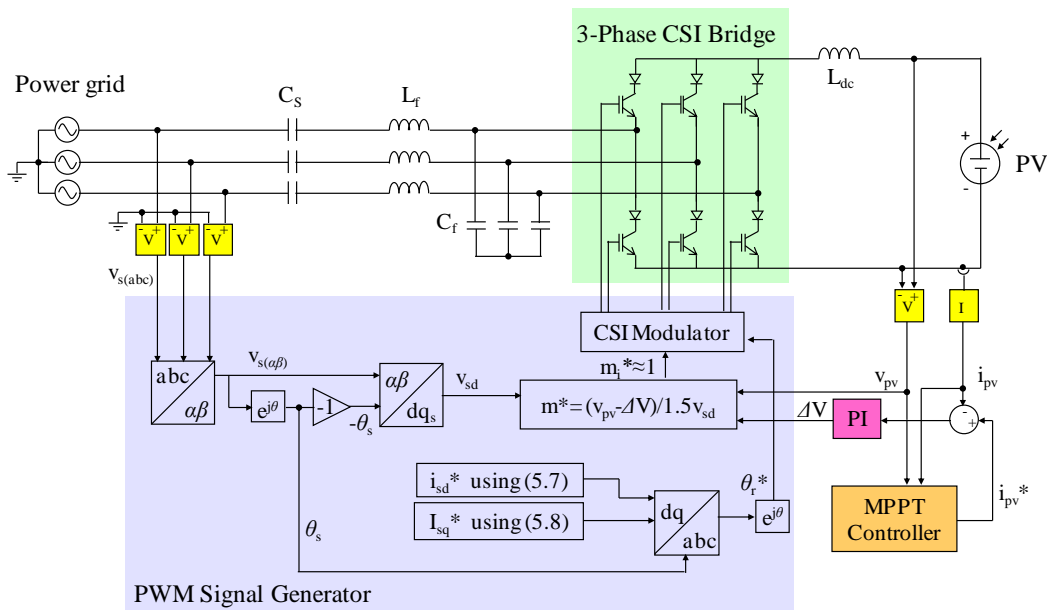 3-Phase CSI Bridge
Power grid
C_S
L_f
L_dc
+
-
PV
C_f
- V +
- V +
- V +
v_s(abc)
- V +
I
CSI Modulator
v_s(αβ)
m_i*≈1
v_pv
i_pv
abc
αβ
e^jθ
-1
-θ_s
αβ
dq_s
v_sd
m*=(v_pv-ΔV)/1.5v_sd
ΔV
PI
-
+
i_sd* using (5.7)
I_sq* using (5.8)
dq
abc
θ_r*
e^jθ
MPPT
Controller
i_pv*
θ_s
PWM Signal Generator